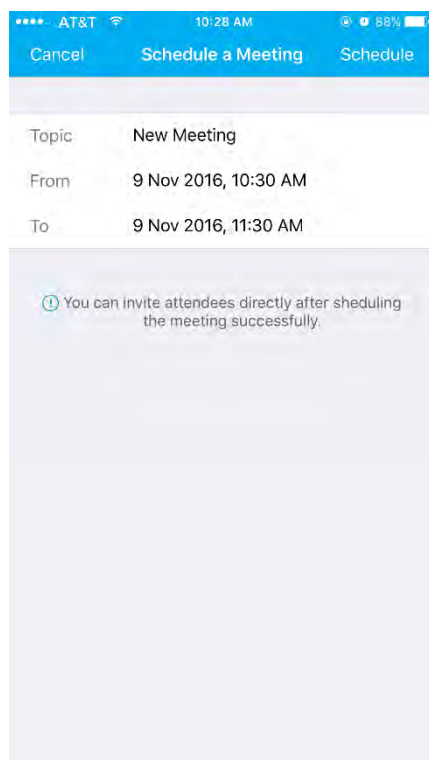 AT&T 10:28 AM 88%
Cancel Schedule a Meeting Schedule
Topic New Meeting
From 9 Nov 2016, 10:30 AM
To 9 Nov 2016, 11:30 AM
You can invite attendees directly after sheduling
the meeting successfully.